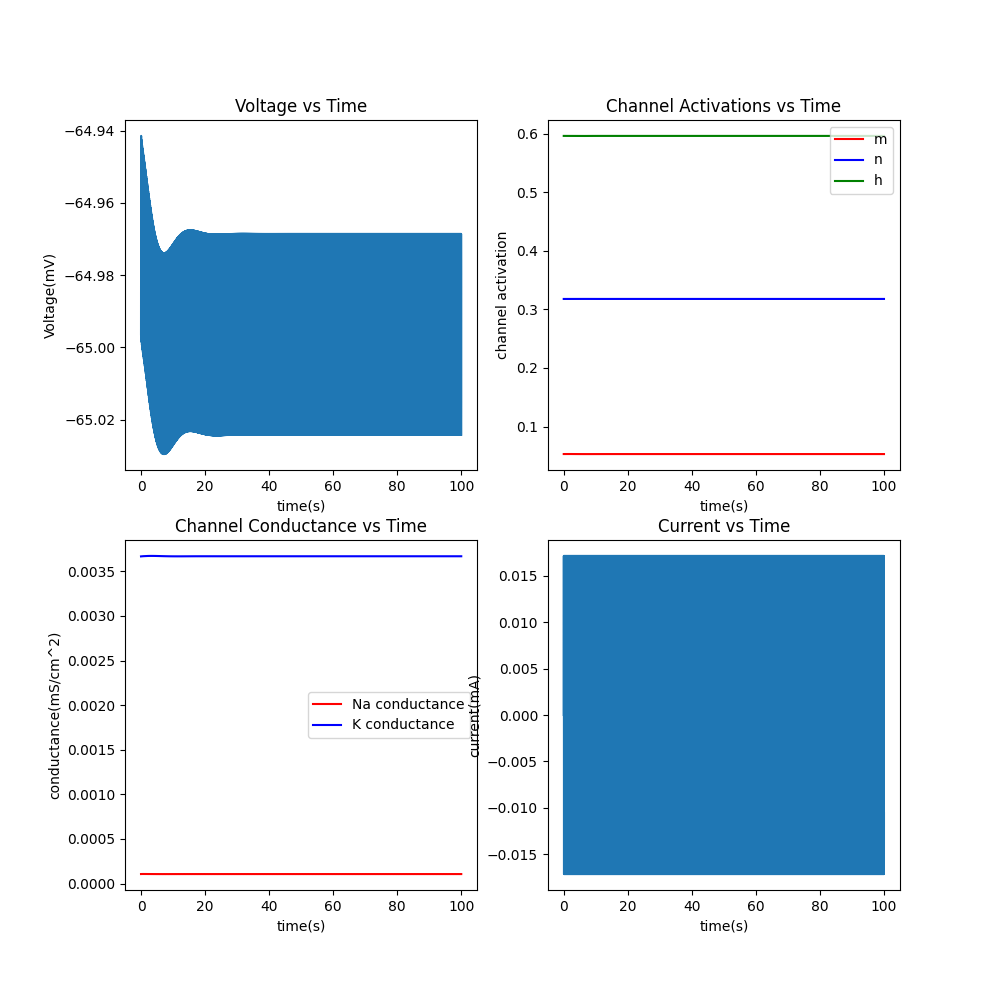 Voltage vs Time
Voltage(mV)
−64.94
−64.96
−64.98
−65.00
−65.02
0 20 40 60 80 100
time(s)
Channel Activations vs Time
channel activation
0.6
0.5
0.4
0.3
0.2
0.1
m
n
h
0 20 40 60 80 100
time(s)
Channel Conductance vs Time
conductance(mS/cm^2)
0.0035
0.0030
0.0025
0.0020
0.0015
0.0010
0.0005
0.0000
Na conductance
K conductance
0 20 40 60 80 100
time(s)
Current vs Time
current(mA)
0.015
0.010
0.005
0.000
−0.005
−0.010
−0.015
0 20 40 60 80 100
time(s)